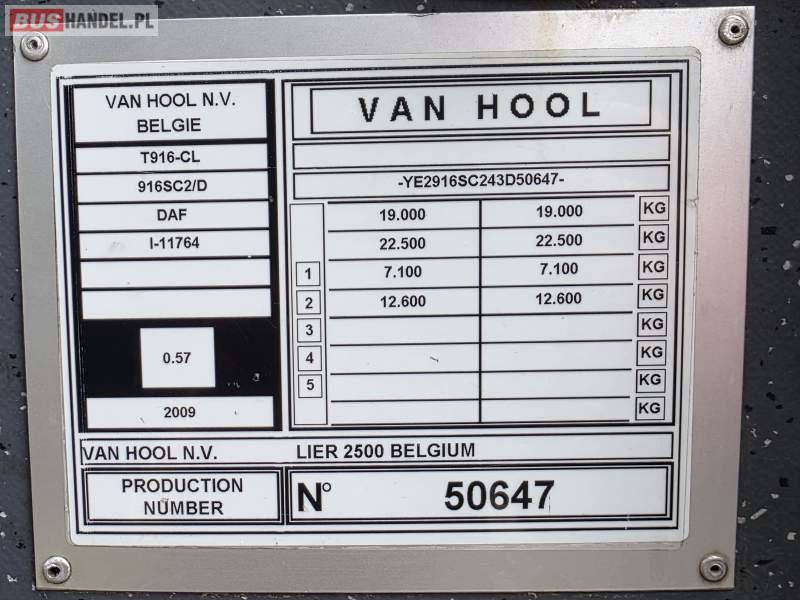 BUSHANDEL.PL
VAN HOOL N.V.
BELGIE
T916-CL
916SC2/D
DAF
I-11764
0.57
2009
VAN HOOL
-YE2916SC243D50647-
19.000 19.000 KG
22.500 22.500 KG
1 7.100 7.100 KG
2 12.600 12.600 KG
3 KG
4 KG
5 KG
KG
VAN HOOL N.V. LIER 2500 BELGIUM
PRODUCTION
NUMBER
N° 50647